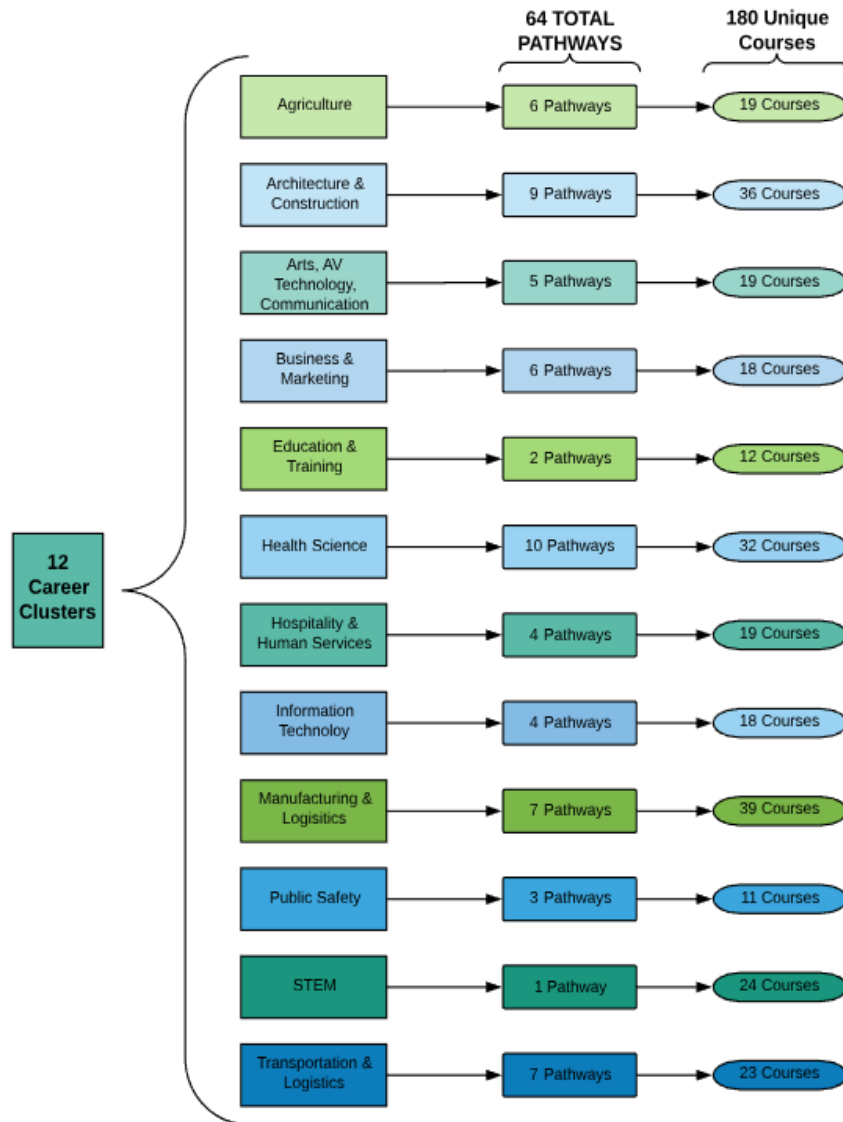 64 TOTAL
PATHWAYS
180 Unique
Courses
12
Career
Clusters
Agriculture
6 Pathways
19 Courses
Architecture &
Construction
9 Pathways
36 Courses
Arts, AV
Technology,
Communication
5 Pathways
19 Courses
Business &
Marketing
6 Pathways
18 Courses
Education &
Training
2 Pathways
12 Courses
Health Science
10 Pathways
32 Courses
Hospitality &
Human Services
4 Pathways
19 Courses
Information
Technoloy
4 Pathways
18 Courses
Manufacturing &
Logisitics
7 Pathways
39 Courses
Public Safety
3 Pathways
11 Courses
STEM
1 Pathway
24 Courses
Transportation &
Logistics
7 Pathways
23 Courses